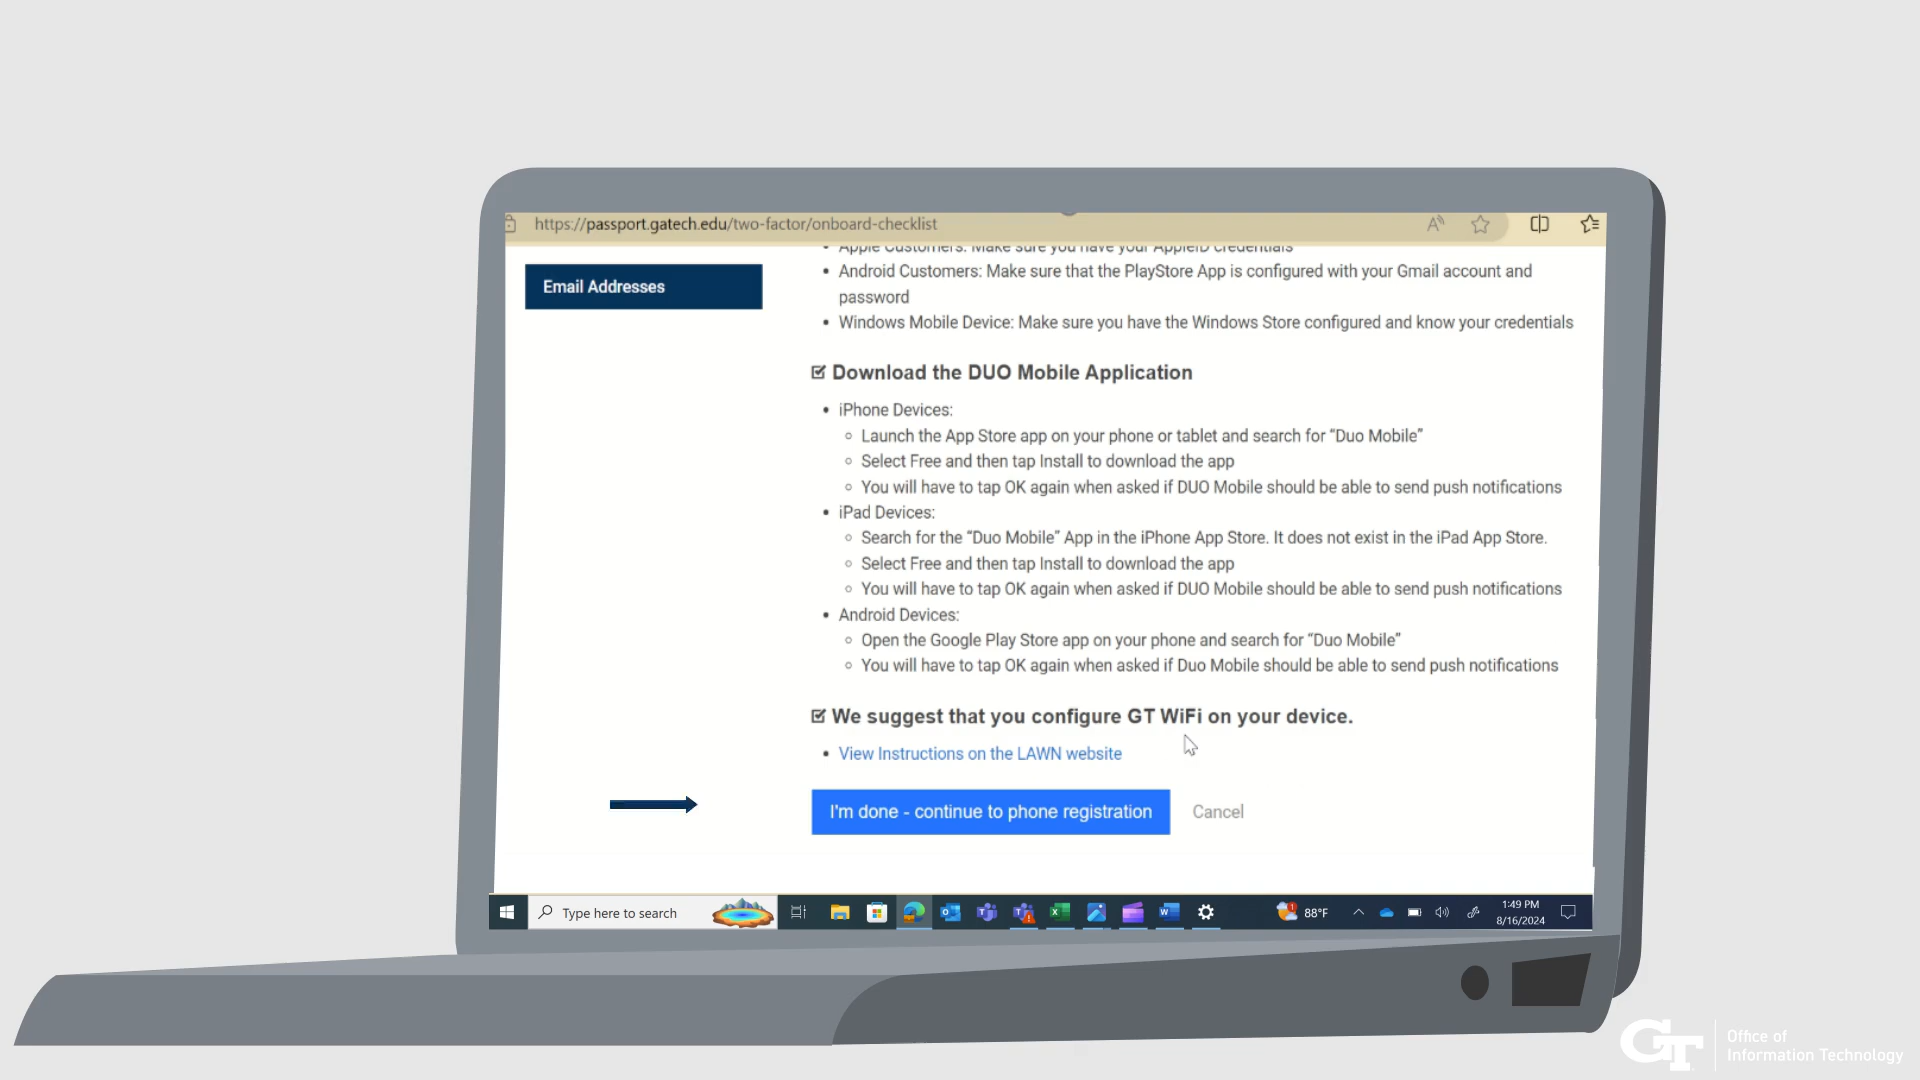 https://passport.gatech.edu/two-factor/onboard-checklist
Apple Customers: Make sure you have your AppleID credentials
Email Addresses
Android Customers: Make sure that the PlayStore App is configured with your Gmail account and
password
Windows Mobile Device: Make sure you have the Windows Store configured and know your credentials
Download the DUO Mobile Application
iPhone Devices:
Launch the App Store app on your phone or tablet and search for “Duo Mobile”
Select Free and then tap Install to download the app
You will have to tap OK again when asked if DUO Mobile should be able to send push notifications
iPad Devices:
Search for the “Duo Mobile” App in the iPhone App Store. It does not exist in the iPad App Store.
Select Free and then tap Install to download the app
You will have to tap OK again when asked if DUO Mobile should be able to send push notifications
Android Devices:
Open the Google Play Store app on your phone and search for “Duo Mobile”
You will have to tap OK again when asked if Duo Mobile should be able to send push notifications
We suggest that you configure GT WiFi on your device.
View Instructions on the LAWN website
I'm done - continue to phone registration
Cancel
Type here to search
88°F
1:49 PM
8/16/2024
GT
Office of
Information Technology